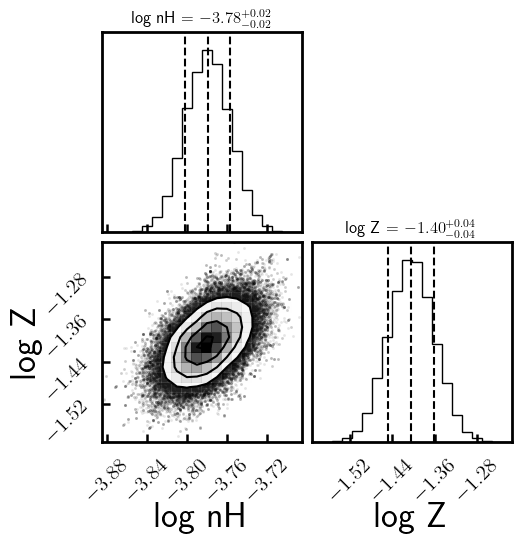 log nH = −3.78+0.02−0.02
log Z = −1.40+0.04−0.04
log Z
−1.28
−1.36
−1.44
−1.52
−3.88
−3.84
−3.80
−3.76
−3.72
−1.52
−1.44
−1.36
−1.28
log nH
log Z